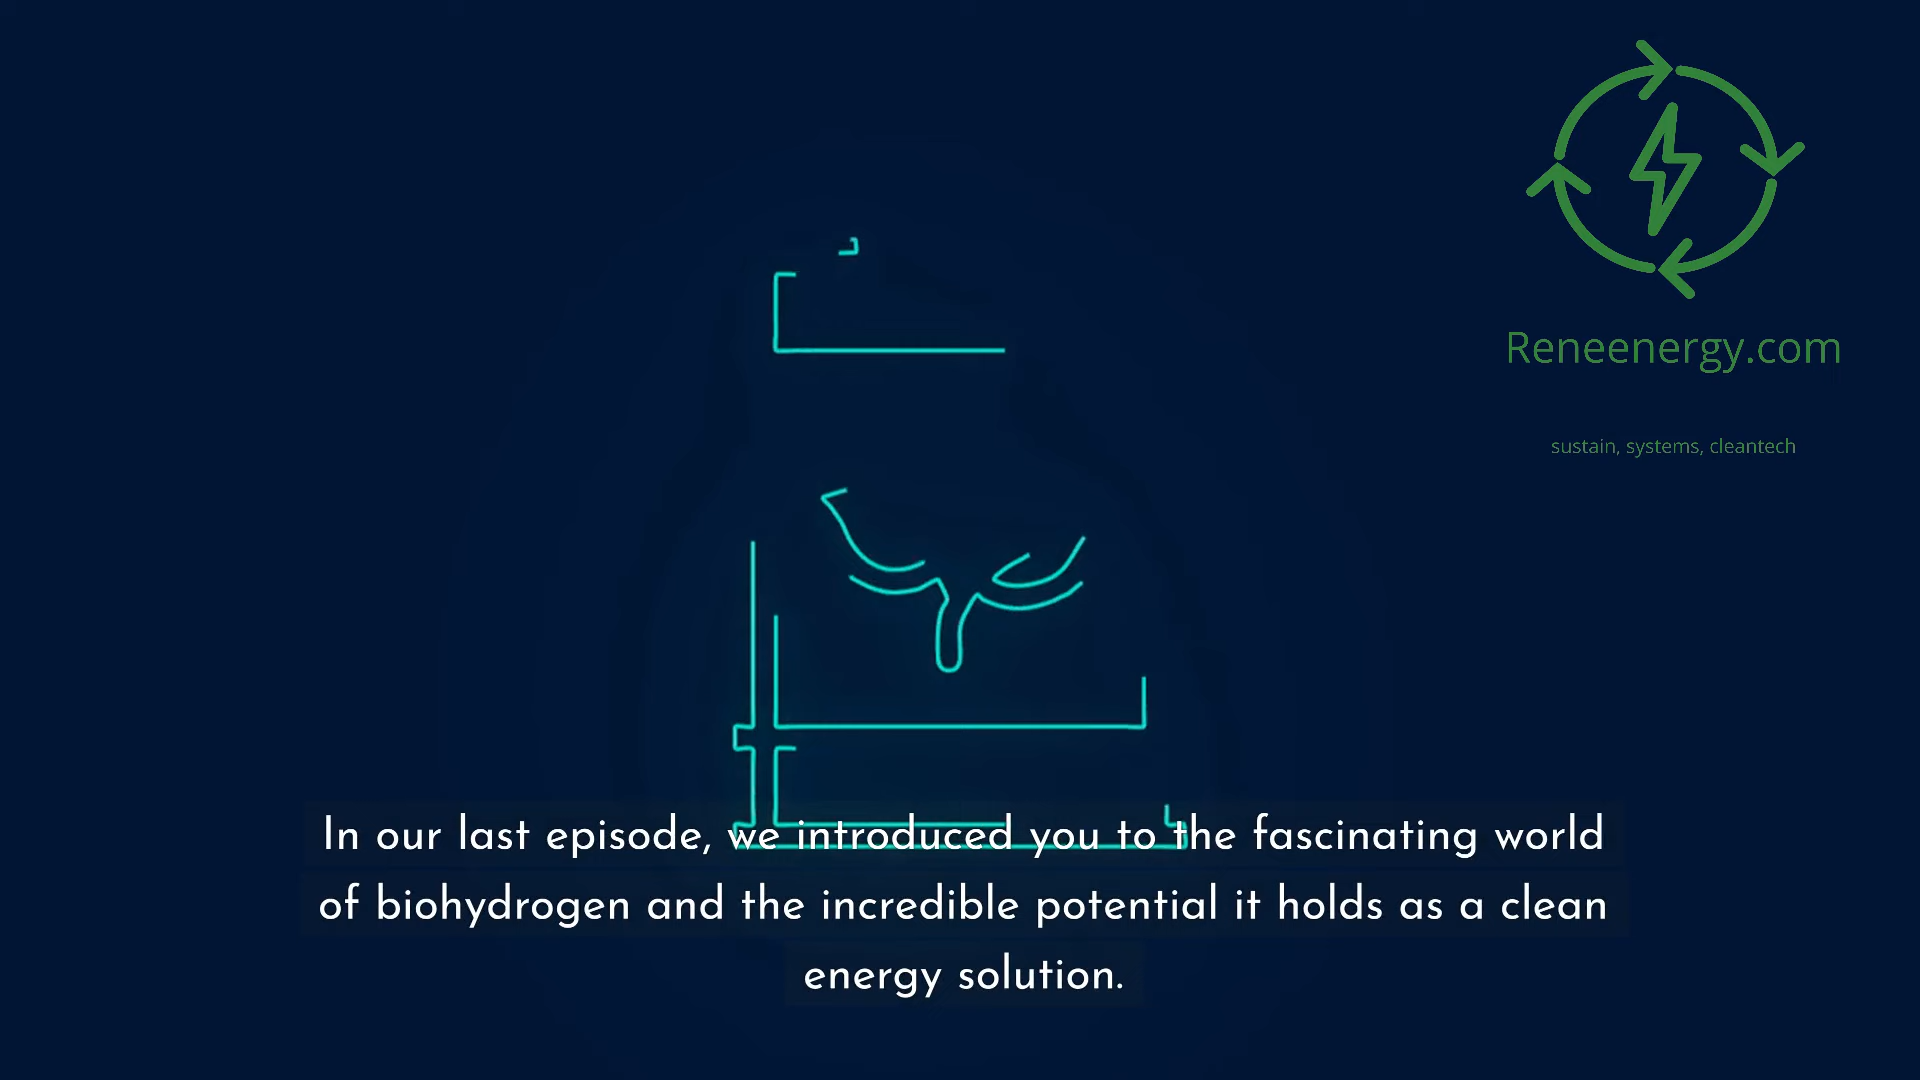 Reneenergy.com
sustain, systems, cleantech
In our last episode, we introduced you to the fascinating world
of biohydrogen and the incredible potential it holds as a clean
energy solution.